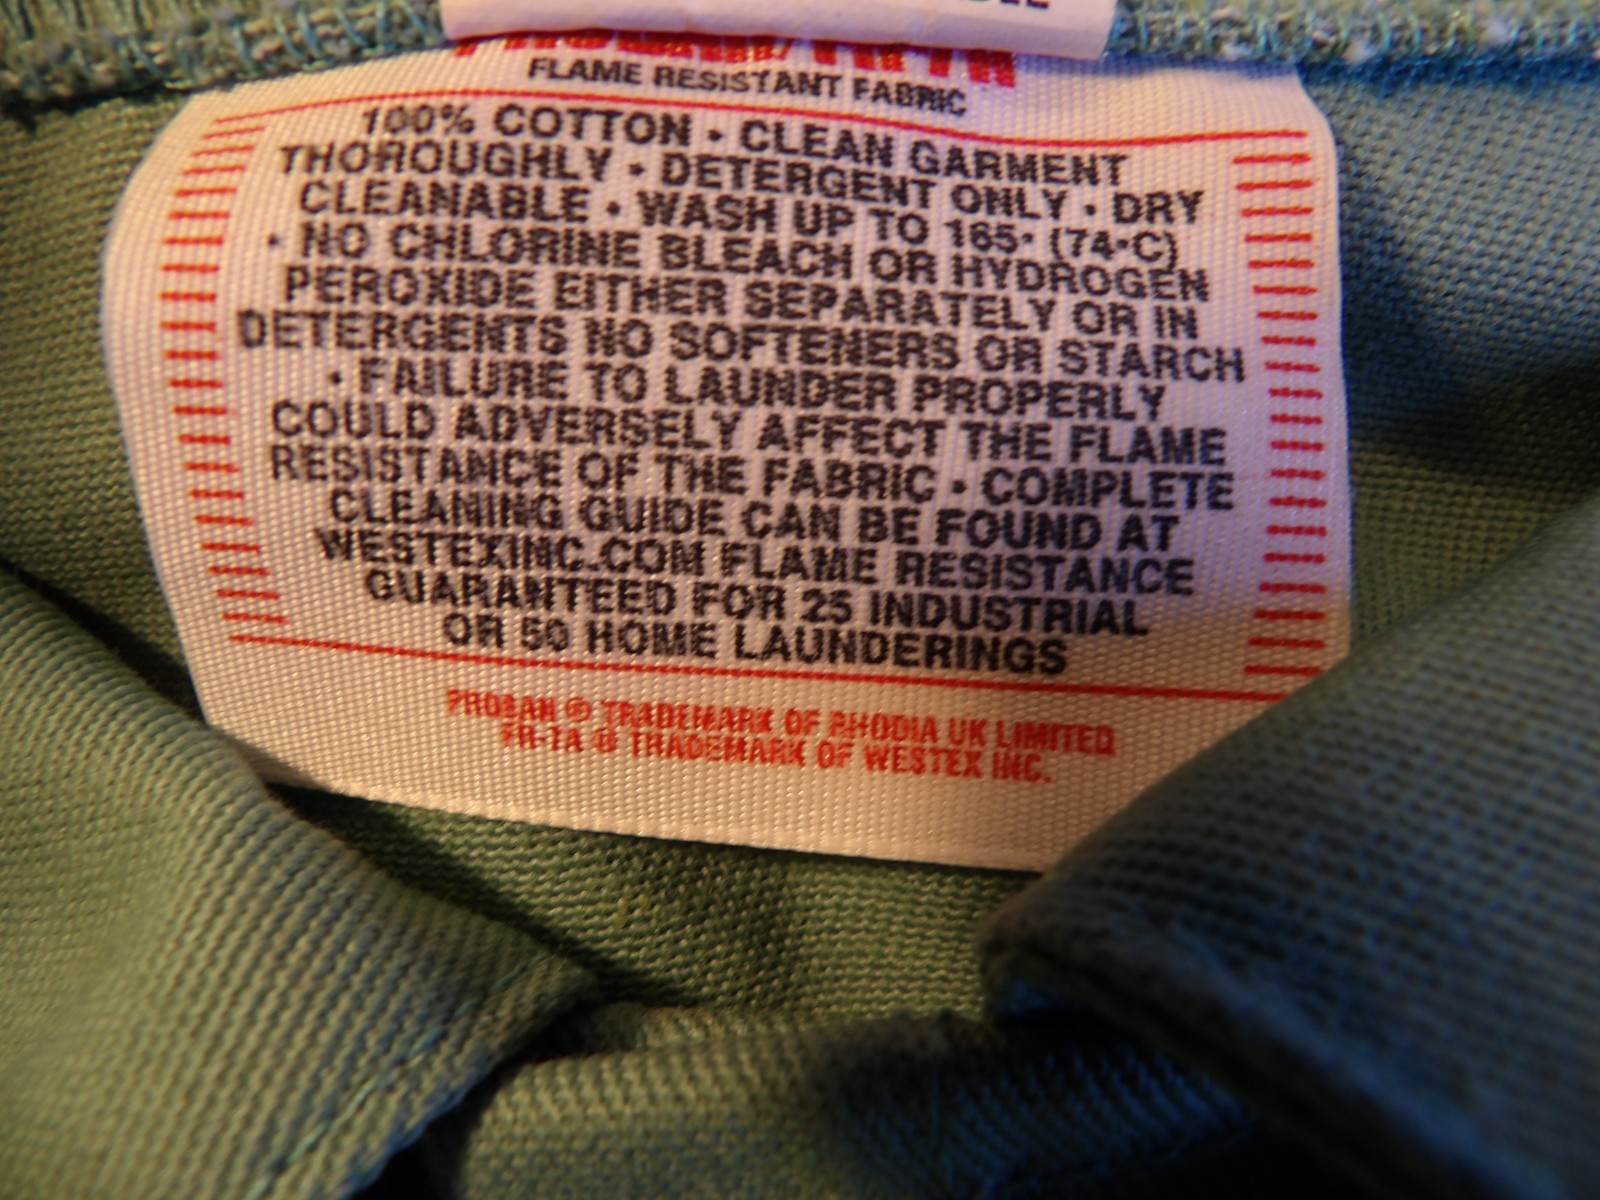 FLAME RESISTANT FABRIC
100% COTTON • CLEAN GARMENT
THOROUGHLY • DETERGENT ONLY • DRY
CLEANABLE • WASH UP TO 165° (74°C)
• NO CHLORINE BLEACH OR HYDROGEN
PEROXIDE EITHER SEPARATELY OR IN
DETERGENTS NO SOFTENERS OR STARCH
• FAILURE TO LAUNDER PROPERLY
COULD ADVERSELY AFFECT THE FLAME
RESISTANCE OF THE FABRIC • COMPLETE
CLEANING GUIDE CAN BE FOUND AT
WESTEXINC.COM FLAME RESISTANCE
GUARANTEED FOR 25 INDUSTRIAL
OR 50 HOME LAUNDERINGS
PROBAN ® TRADEMARK OF RHODIA UK LIMITED
FR-7A ® TRADEMARK OF WESTEX INC.